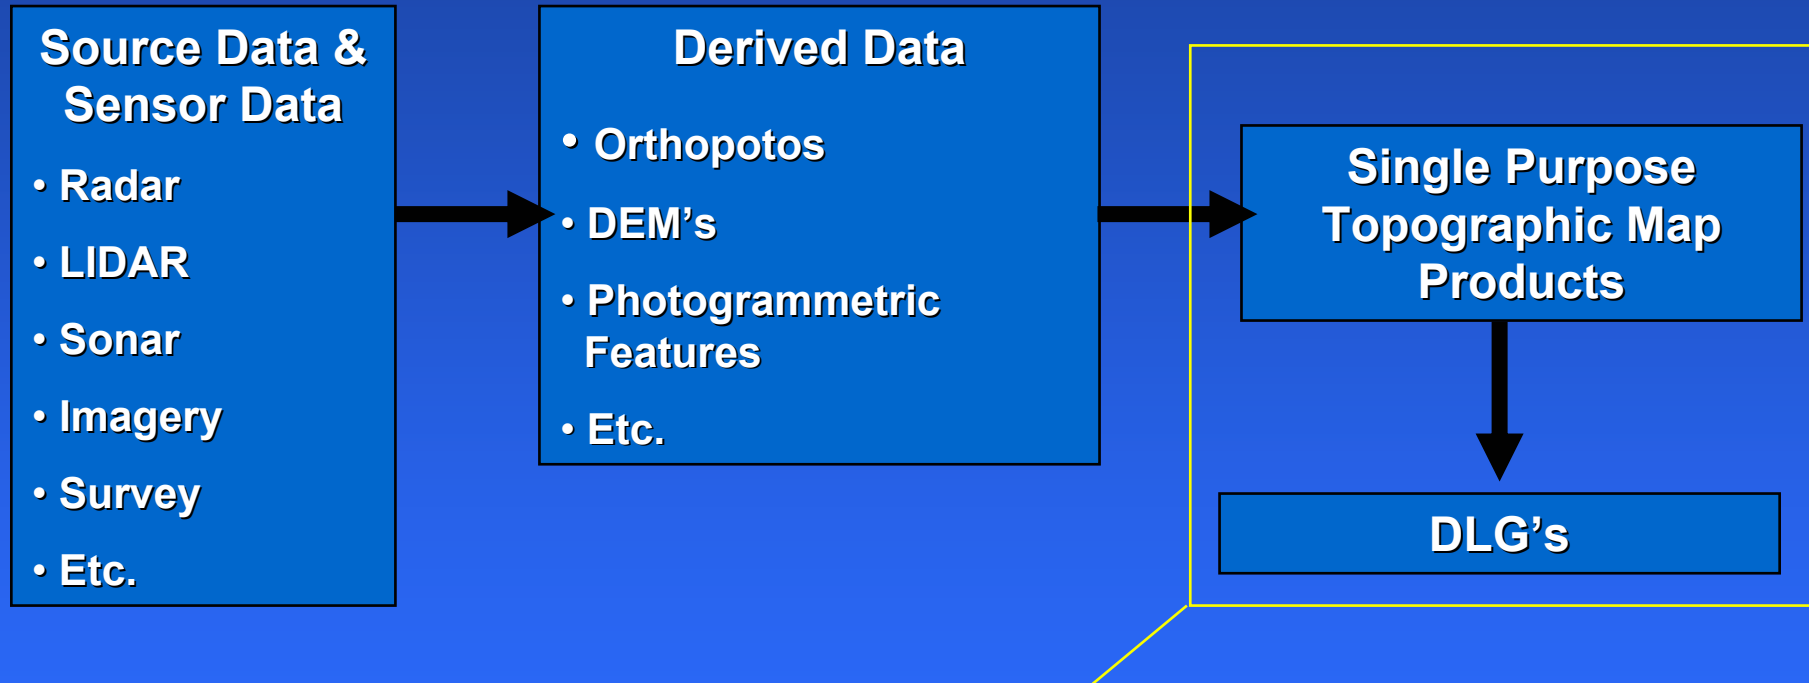 Source Data &
Sensor Data
• Radar
• LIDAR
• Sonar
• Imagery
• Survey
• Etc.
Derived Data
• Orthopotos
• DEM's
• Photogrammetric
Features
• Etc.
Single Purpose
Topographic Map
Products
DLG's